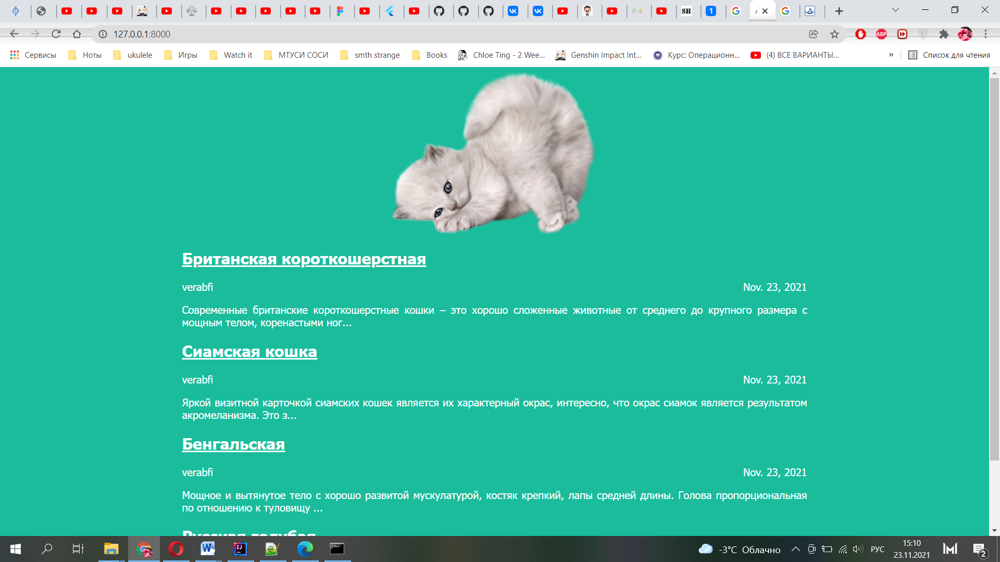 127.0.0.1:8000
Сервисы
Ноты
ukulele
Игры
Watch it
МТУСИ СОСИ
smth strange
Books
Chloe Ting - 2 Wee...
Genshin Impact Int...
Курс: Операционн...
(4) ВСЕ ВАРИАНТЫ...
»
Список для чтения
Британская короткошерстная
verabfi
Nov. 23, 2021
Современные британские короткошерстные кошки – это хорошо сложенные животные от среднего до крупного размера с
мощным телом, коренастыми ног...
Сиамская кошка
verabfi
Nov. 23, 2021
Яркой визитной карточкой сиамских кошек является их характерный окрас, интересно, что окрас сиамок является результатом
акромеланизма. Это з...
Бенгальская
verabfi
Nov. 23, 2021
Мощное и вытянутое тело с хорошо развитой мускулатурой, костяк крепкий, лапы средней длины. Голова пропорциональная
по отношению к туловищу ...
Русская голубая
-3°C Облачно
РУС
15:10
23.11.2021
2